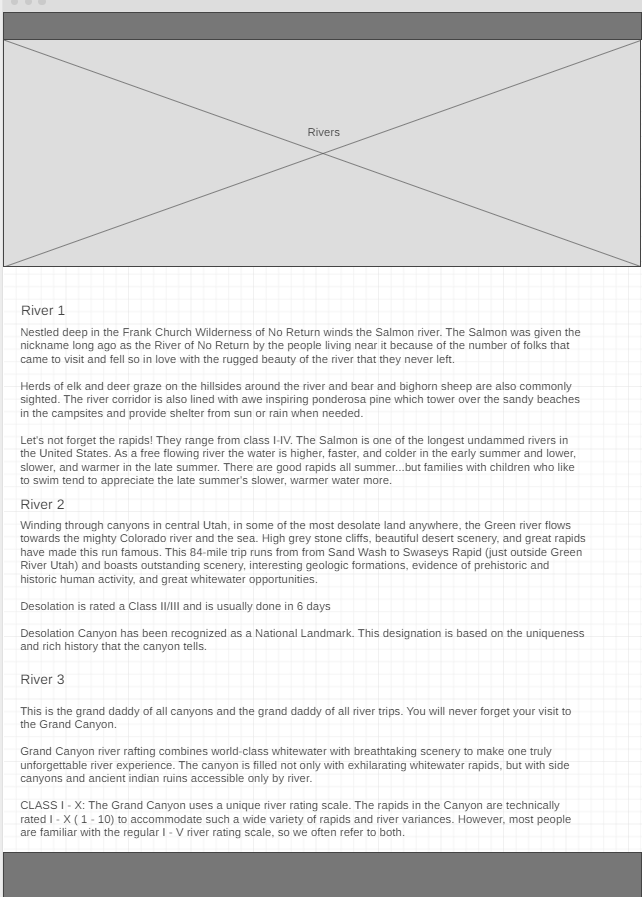 Rivers
River 1
Nestled deep in the Frank Church Wilderness of No Return winds the Salmon river. The Salmon was given the
nickname long ago as the River of No Return by the people living near it because of the number of folks that
came to visit and fell so in love with the rugged beauty of the river that they never left.
Herds of elk and deer graze on the hillsides around the river and bear and bighorn sheep are also commonly
sighted. The river corridor is also lined with awe inspiring ponderosa pine which tower over the sandy beaches
in the campsites and provide shelter from sun or rain when needed.
Let's not forget the rapids! They range from class I-IV. The Salmon is one of the longest undammed rivers in
the United States. As a free flowing river the water is higher, faster, and colder in the early summer and lower,
slower, and warmer in the late summer. There are good rapids all summer...but families with children who like
to swim tend to appreciate the late summer's slower, warmer water more.
River 2
Winding through canyons in central Utah, in some of the most desolate land anywhere, the Green river flows
towards the mighty Colorado river and the sea. High grey stone cliffs, beautiful desert scenery, and great rapids
have made this run famous. This 84-mile trip runs from from Sand Wash to Swaseys Rapid (just outside Green
River Utah) and boasts outstanding scenery, interesting geologic formations, evidence of prehistoric and
historic human activity, and great whitewater opportunities.
Desolation is rated a Class II/III and is usually done in 6 days
Desolation Canyon has been recognized as a National Landmark. This designation is based on the uniqueness
and rich history that the canyon tells.
River 3
This is the grand daddy of all canyons and the grand daddy of all river trips. You will never forget your visit to
the Grand Canyon.
Grand Canyon river rafting combines world-class whitewater with breathtaking scenery to make one truly
unforgettable river experience. The canyon is filled not only with exhilarating whitewater rapids, but with side
canyons and ancient indian ruins accessible only by river.
CLASS I - X: The Grand Canyon uses a unique river rating scale. The rapids in the Canyon are technically
rated I - X ( 1 - 10) to accommodate such a wide variety of rapids and river variances. However, most people
are familiar with the regular I - V river rating scale, so we often refer to both.